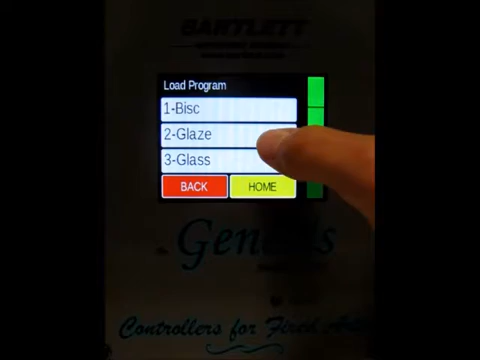 BARTLETT
Load Program
1-Bisc
2-Glaze
3-Glass
BACK HOME
Genesis
Controllers for Fired Arts